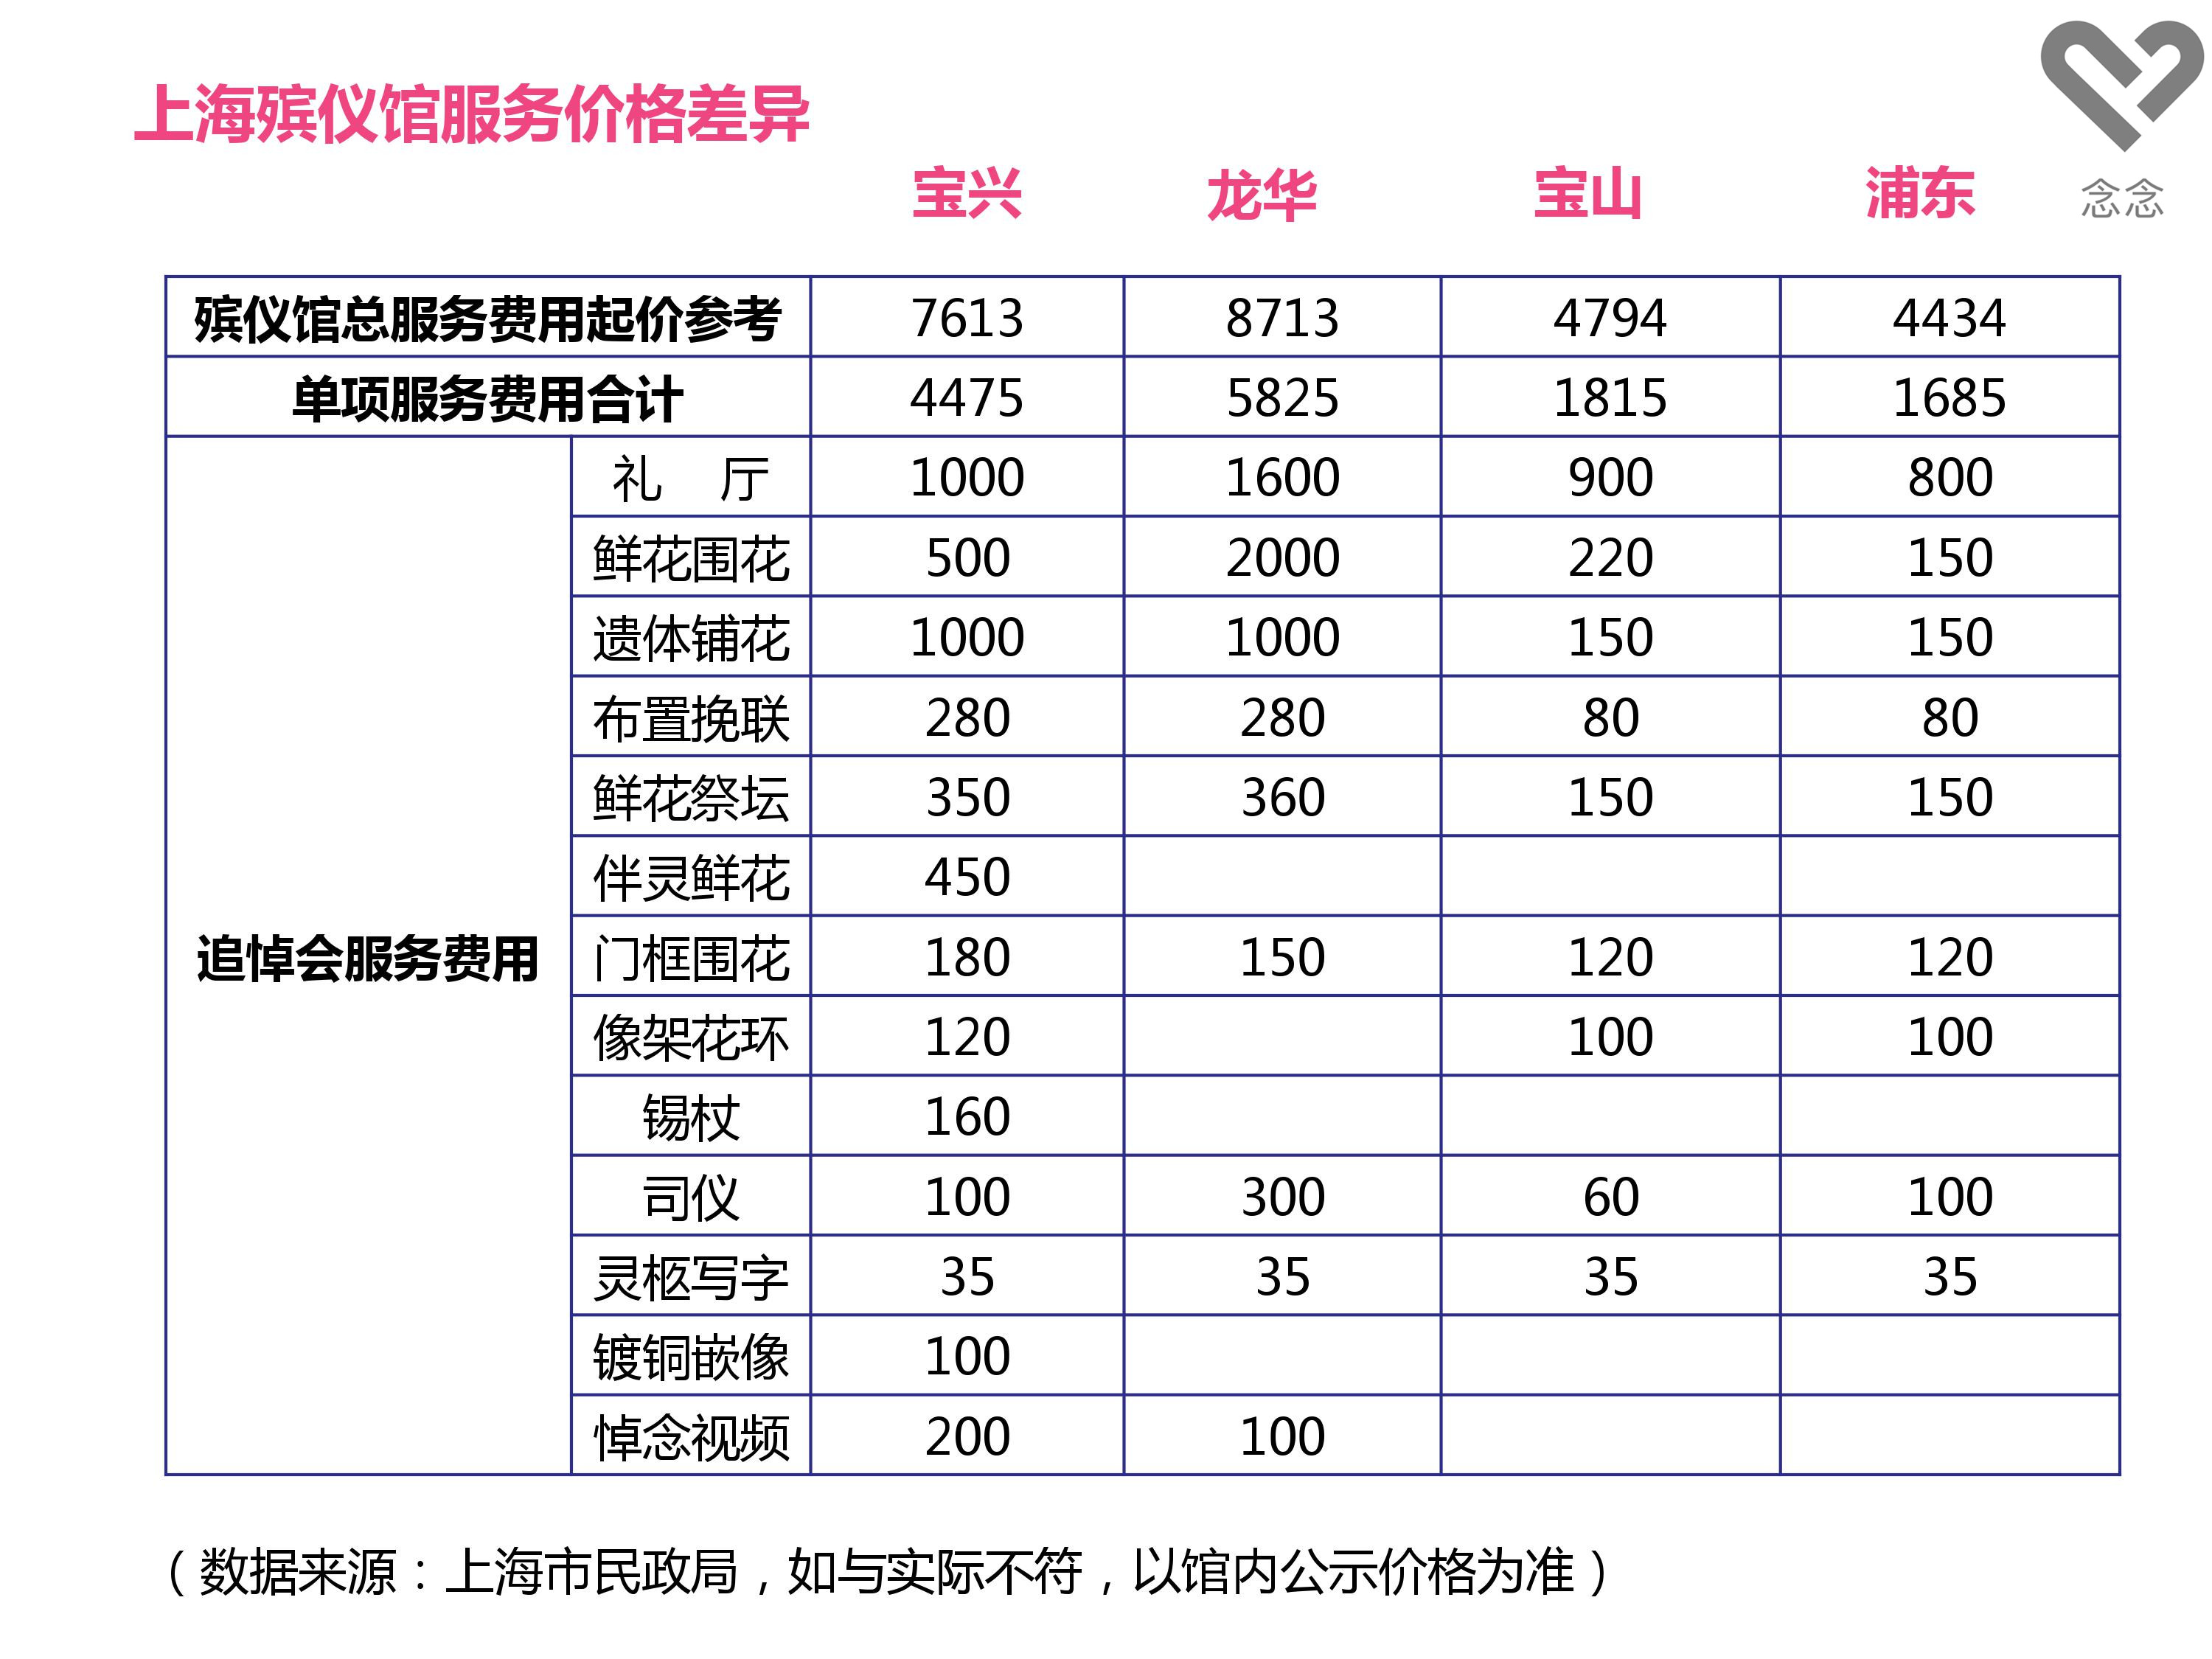 上海殡仪馆服务价格差异
宝兴 龙华 宝山 浦东 念念
殡仪馆总服务费用起价参考 7613 8713 4794 4434
单项服务费用合计 4475 5825 1815 1685
追悼会服务费用
礼 厅 1000 1600 900 800
鲜花围花 500 2000 220 150
遗体铺花 1000 1000 150 150
布置挽联 280 280 80 80
鲜花祭坛 350 360 150 150
伴灵鲜花 450
门框围花 180 150 120 120
像架花环 120 100 100
锡杖 160
司仪 100 300 60 100
灵柩写字 35 35 35 35
镀铜嵌像 100
悼念视频 200 100
（数据来源：上海市民政局，如与实际不符，以馆内公示价格为准）